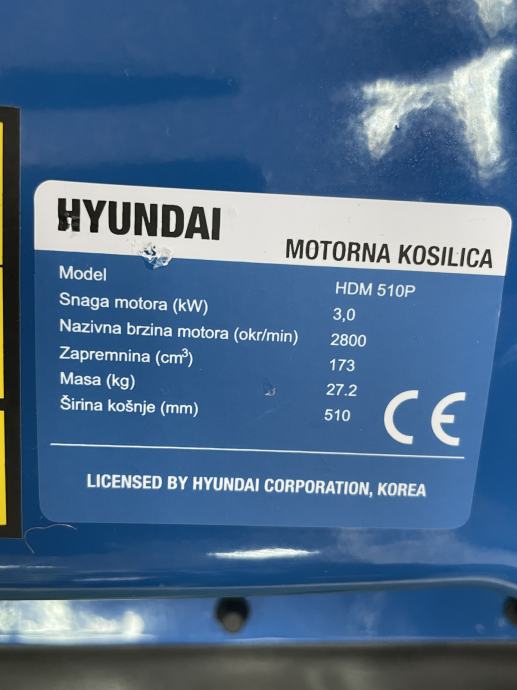 HYUNDAI
MOTORNA KOSILICA
Model HDM 510P
Snaga motora (kW) 3,0
Nazivna brzina motora (okr/min) 2800
Zapremnina (cm³) 173
Masa (kg) 27.2
Širina košnje (mm) 510
CE
LICENSED BY HYUNDAI CORPORATION, KOREA